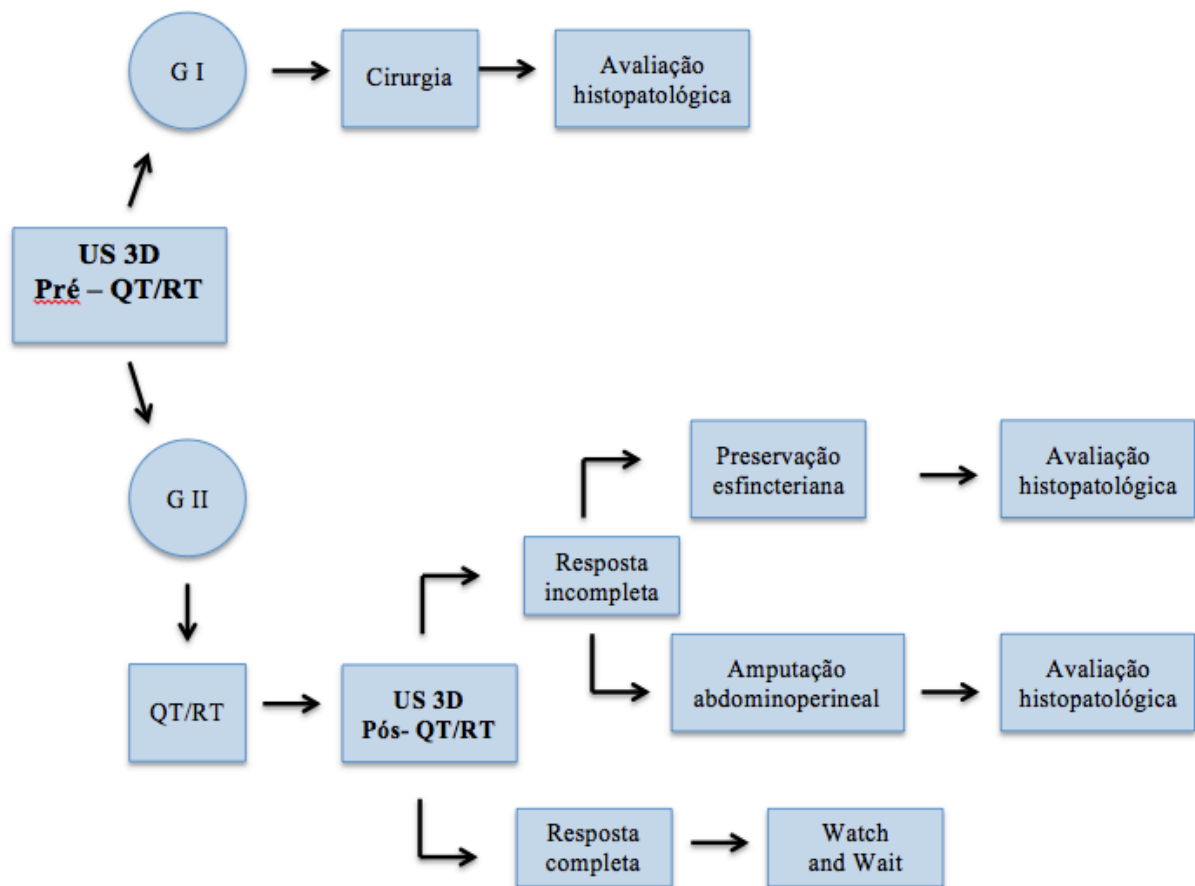 G I
Cirurgia
Avaliação
histopatológica
US 3D
Pré – QT/RT
G II
QT/RT
US 3D
Pós- QT/RT
Resposta
incompleta
Preservação
esfincteriana
Avaliação
histopatológica
Amputação
abdominoperineal
Avaliação
histopatológica
Resposta
completa
Watch
and Wait